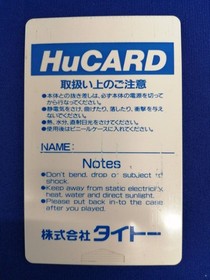 HuCARD
取扱い上のご注意
●本体との抜き差しは、必ず本体の電源を切って
から行なってください。
●静電気をさけ、曲げたり、落したり、衝撃を与え
ないでください。
●熱、水分、直射日光をさけてください。
●使用後はビニールケースに入れてください。
NAME:
Notes
●Don't bend, drop or subject to
shock.
●Keep away from static electricity,
heat, water and direct sunlight.
●Please put back in to the case
after you played.
株式会社タイトー